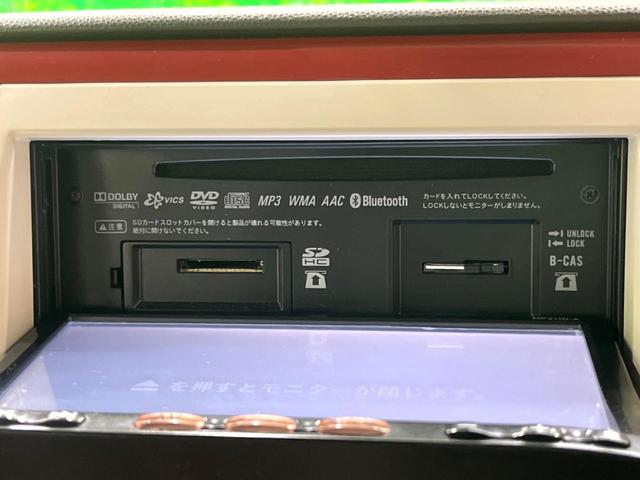 DOLBY DIGITAL VICS DVD VIDEO COMPACT disc DIGITAL AUDIO MP3 WMA AAC Bluetooth
カードを入れてLOCKしてください。
LOCKしないとモニターがしまりません。
注意 SDカードスロットカバーを開けると製品が壊れる可能性があります。
絶対に開けないでください。
SD HC
UNLOCK
LOCK
B-CAS
を押すとモニターが閉じます。